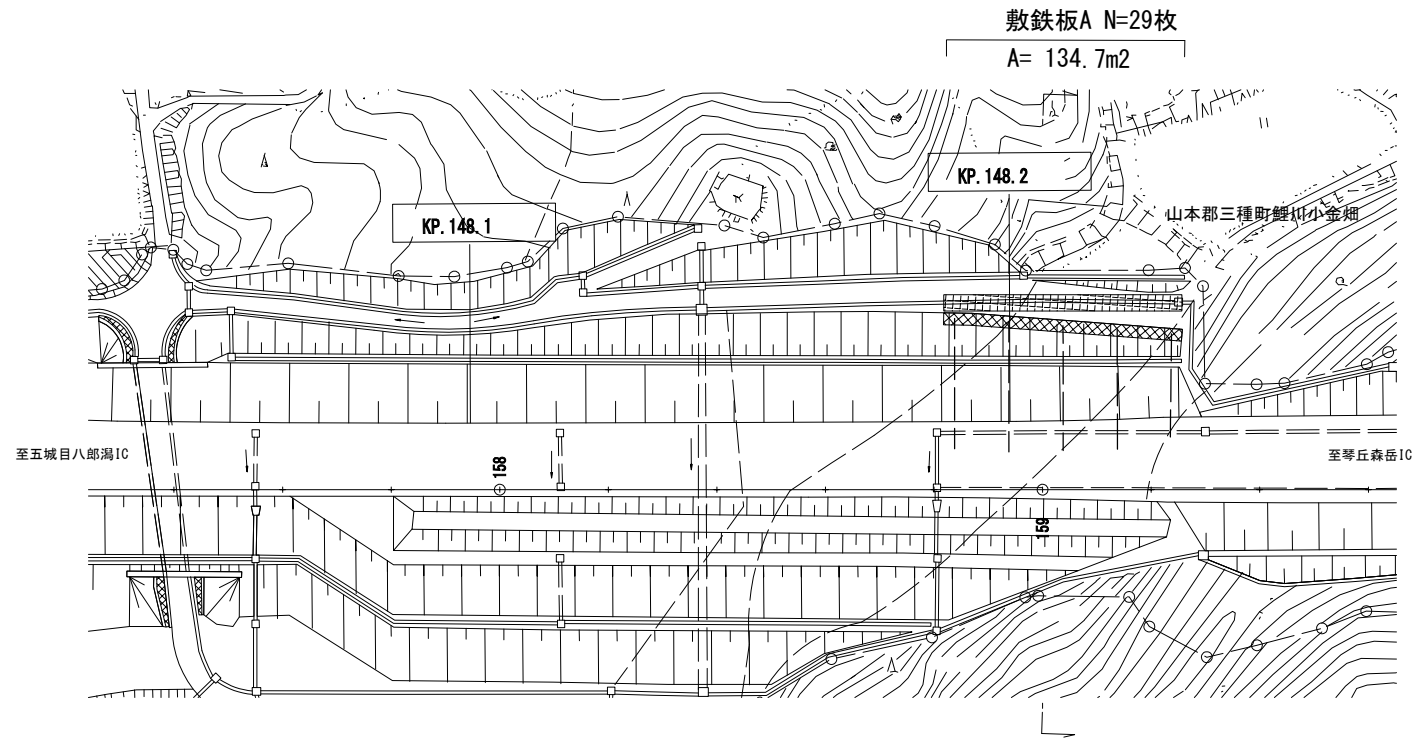 敷鉄板A N=29枚
A= 134.7m2
KP.148.2
KP.148.1
山本郡三種町鯉川小金畑
至五城目八郎潟IC
158
至琴丘森岳IC
159